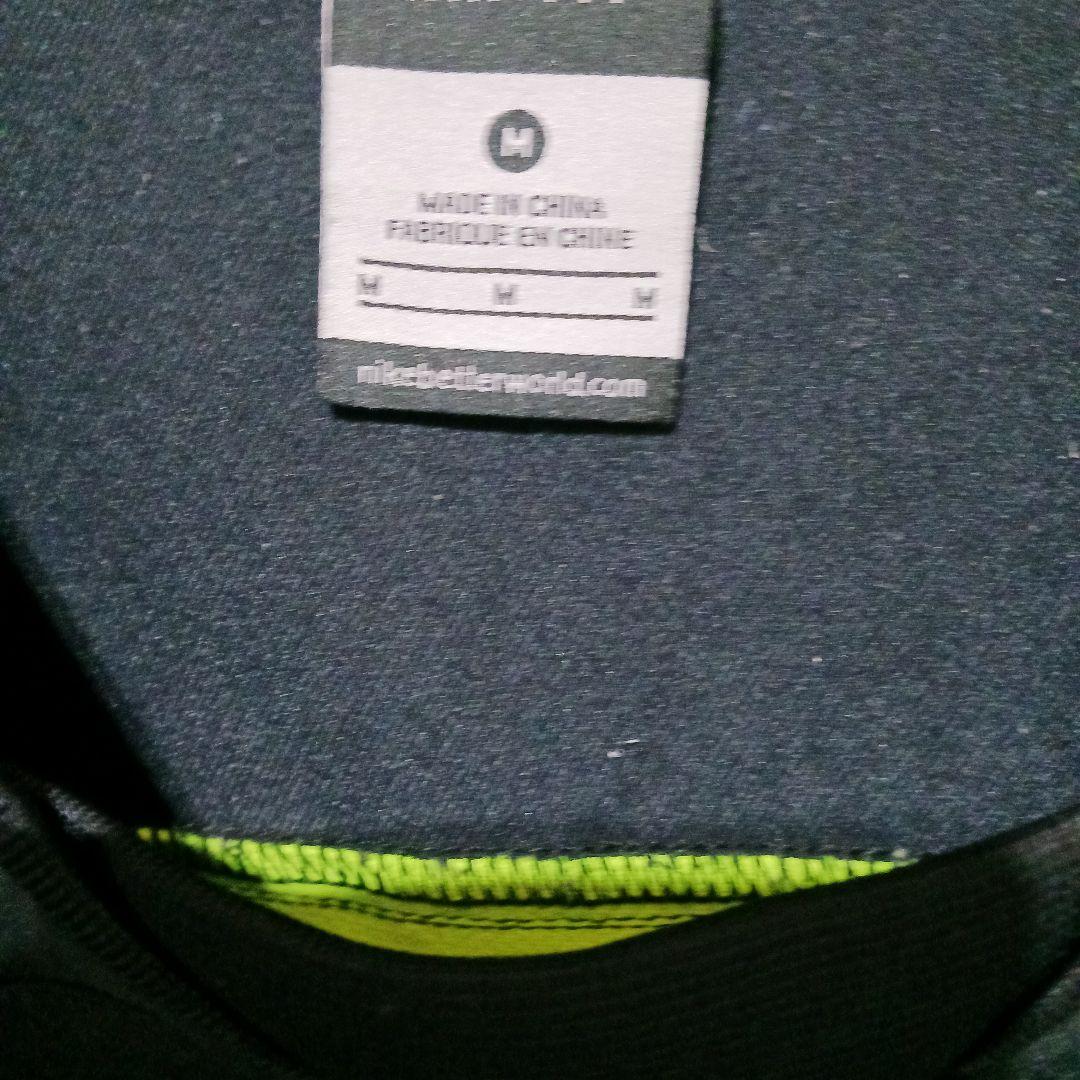 M
MADE IN CHINA
FABRIQUE EN CHINE
M M M
nikebetterworld.com